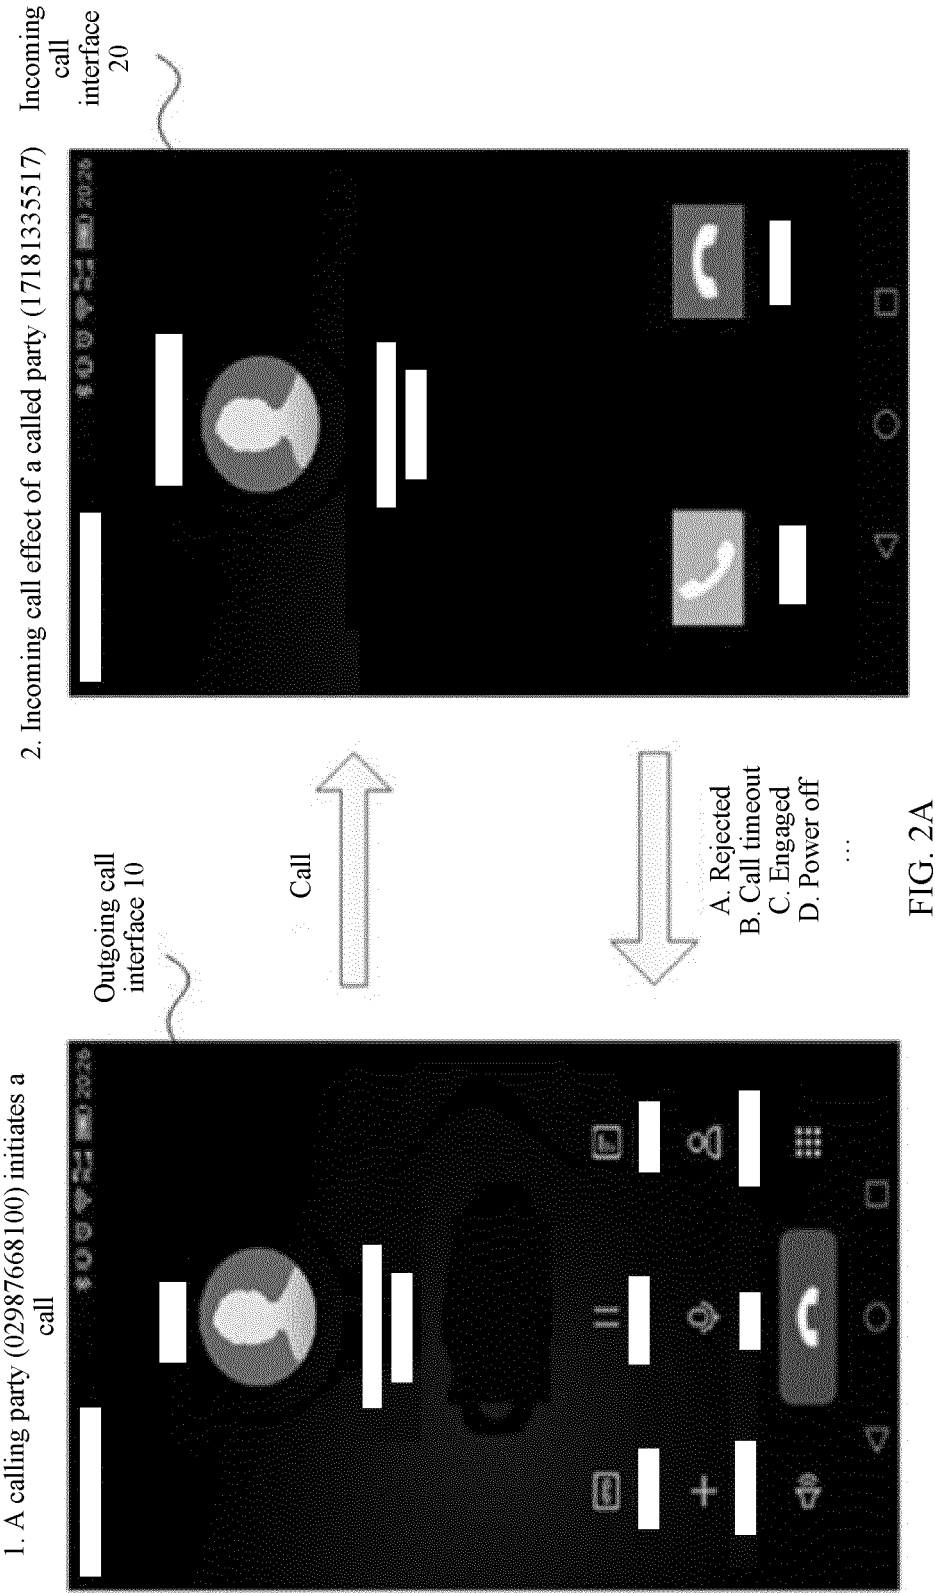 1. A calling party (02987668100) initiates a
call
Outgoing call
interface 10
20:26
Call
A. Rejected
B. Call timeout
C. Engaged
D. Power off
...
2. Incoming call effect of a called party (17181335517)
Incoming
call
interface
20
20:26
FIG. 2A